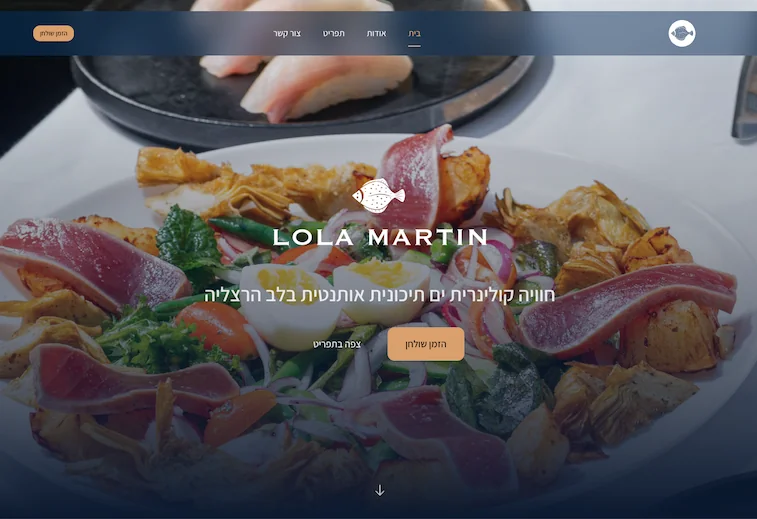 בית
אודות
תפריט
צור קשר
הזמן שולחן
LOLA MARTIN
חוויה קולינרית ים תיכונית אותנטית בלב הרצליה
הזמן שולחן
צפה בתפריט